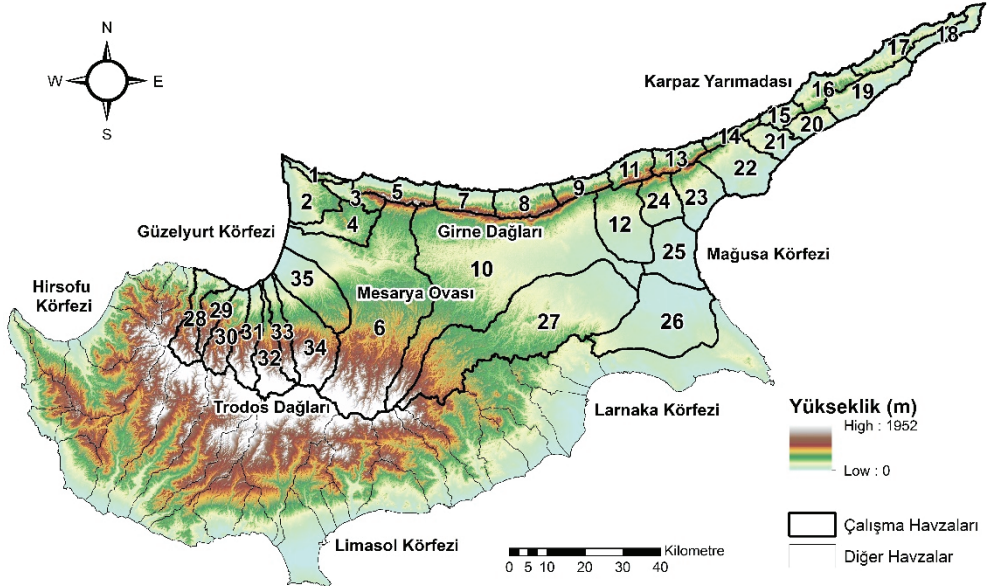 N
W
E
S
Karpaz Yarımadası
18
17
16
19
15
20
14
21
13
22
11
1
3
5
7
8
9
2
4
24
23
12
Güzelyurt Körfezi
Girne Dağları
25
Mağusa Körfezi
10
35
Hirsofu
Körfezi
Mesarya Ovası
29
28
31
33
6
27
26
30
34
32
Trodos Dağları
Larnaka Körfezi
Limasol Körfezi
Yükseklik (m)
High : 1952
Low : 0
Çalışma Havzaları
Diğer Havzalar
Kilometre
0 5 10 20 30 40